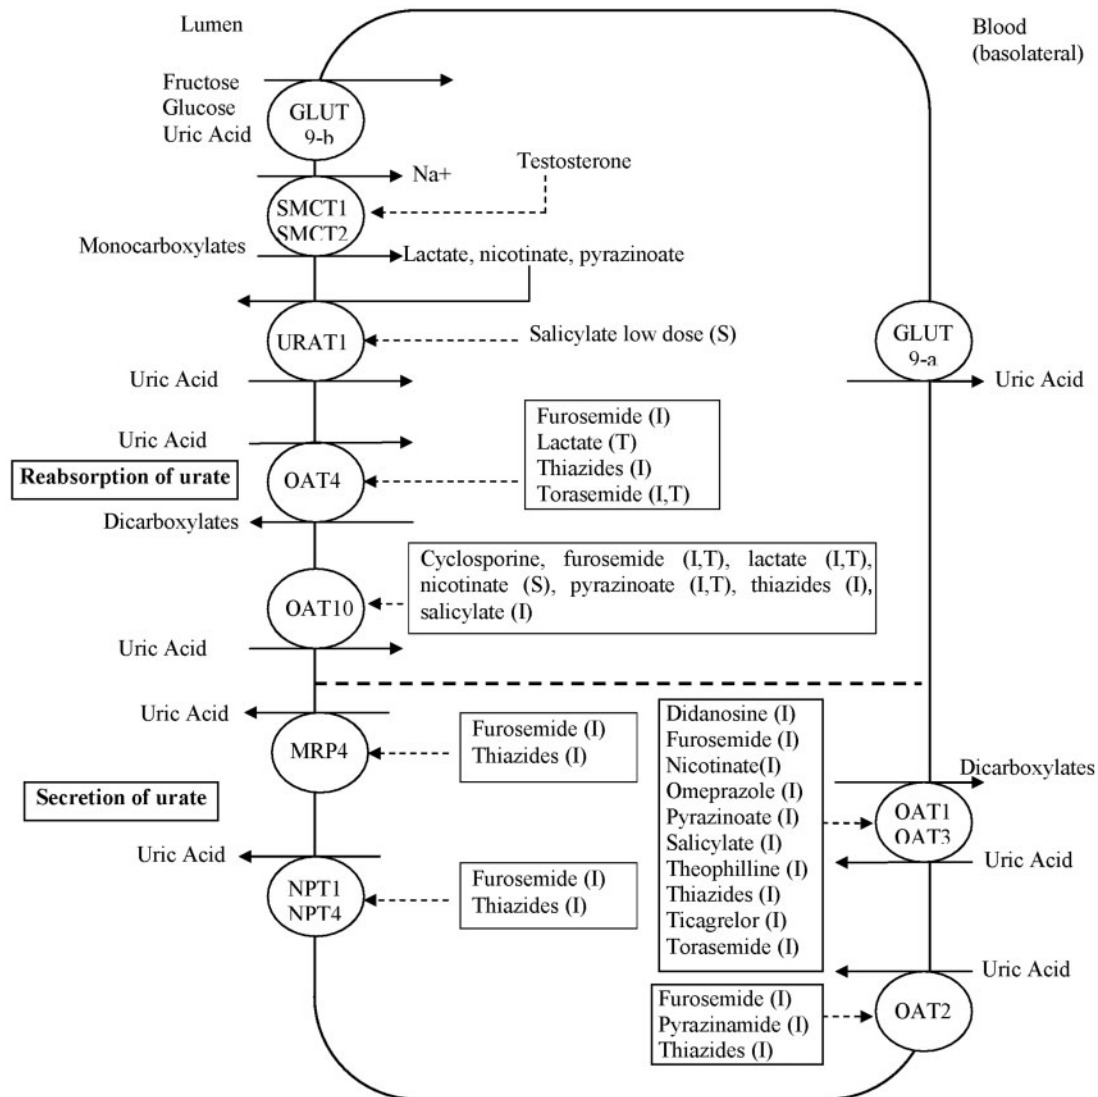 Lumen
Blood
(basolateral)
Fructose
Glucose
Uric Acid
GLUT
9-b
Na+
Testosterone
SMCT1
SMCT2
Monocarboxylates
Lactate, nicotinate, pyrazinoate
URAT1
Salicylate low dose (S)
GLUT
9-a
Uric Acid
Uric Acid
Uric Acid
Furosemide (I)
Lactate (T)
Thiazides (I)
Torasemide (I,T)
Reabsorption of urate
OAT4
Dicarboxylates
Cyclosporine, furosemide (I,T), lactate (I,T),
nicotinate (S), pyrazinoate (I,T), thiazides (I),
salicylate (I)
OAT10
Uric Acid
Uric Acid
MRP4
Furosemide (I)
Thiazides (I)
Didanosine (I)
Furosemide (I)
Nicotinate(I)
Omeprazole (I)
Pyrazinoate (I)
Salicylate (I)
Theophilline (I)
Thiazides (I)
Ticagrelor (I)
Torasemide (I)
Dicarboxylates
OAT1
OAT3
Uric Acid
Secretion of urate
Uric Acid
NPT1
NPT4
Furosemide (I)
Thiazides (I)
Uric Acid
Furosemide (I)
Pyrazinamide (I)
Thiazides (I)
OAT2